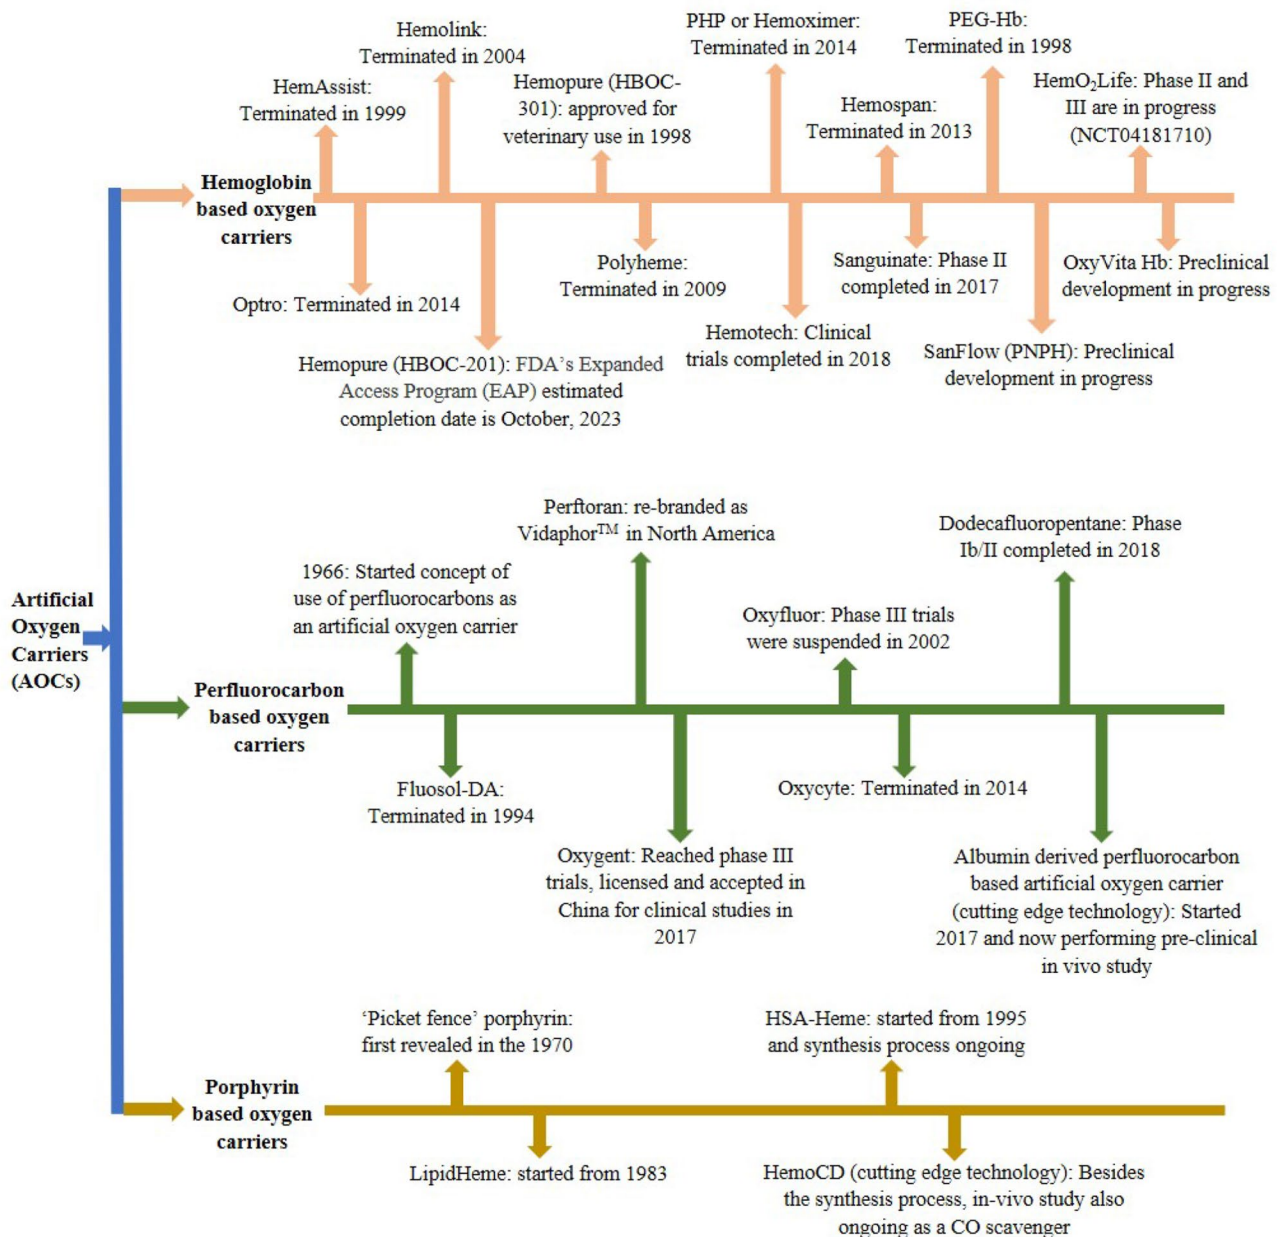 Hemolink:
Terminated in 2004
PHP or Hemoximer:
Terminated in 2014
PEG-Hb:
Terminated in 1998
HemAssist:
Terminated in 1999
Hemopure (HBOC-
301): approved for
veterinary use in 1998
Hemospan:
Terminated in 2013
HemO₂Life: Phase II and
III are in progress
(NCT04181710)
Hemoglobin
based oxygen
carriers
Optro: Terminated in 2014
Polyheme:
Terminated in 2009
Sanguinate: Phase II
completed in 2017
OxyVita Hb: Preclinical
development in progress
Hemopure (HBOC-201): FDA's Expanded
Access Program (EAP) estimated
completion date is October, 2023
Hemotech: Clinical
trials completed in 2018
SanFlow (PNPH): Preclinical
development in progress
Artificial
Oxygen
Carriers
(AOCs)
1966: Started concept of
use of perfluorocarbons as
an artificial oxygen carrier
Perftoran: re-branded as
Vidaphor™ in North America
Oxyfluor: Phase III trials
were suspended in 2002
Dodecafluoropentane: Phase
Ib/II completed in 2018
Perfluorocarbon
based oxygen
carriers
Fluosol-DA:
Terminated in 1994
Oxygent: Reached phase III
trials, licensed and accepted in
China for clinical studies in
2017
Oxycyte: Terminated in 2014
Albumin derived perfluorocarbon
based artificial oxygen carrier
(cutting edge technology): Started
2017 and now performing pre-clinical
in vivo study
‘Picket fence’ porphyrin:
first revealed in the 1970
HSA-Heme: started from 1995
and synthesis process ongoing
Porphyrin
based oxygen
carriers
LipidHeme: started from 1983
HemoCD (cutting edge technology): Besides
the synthesis process, in-vivo study also
ongoing as a CO scavenger